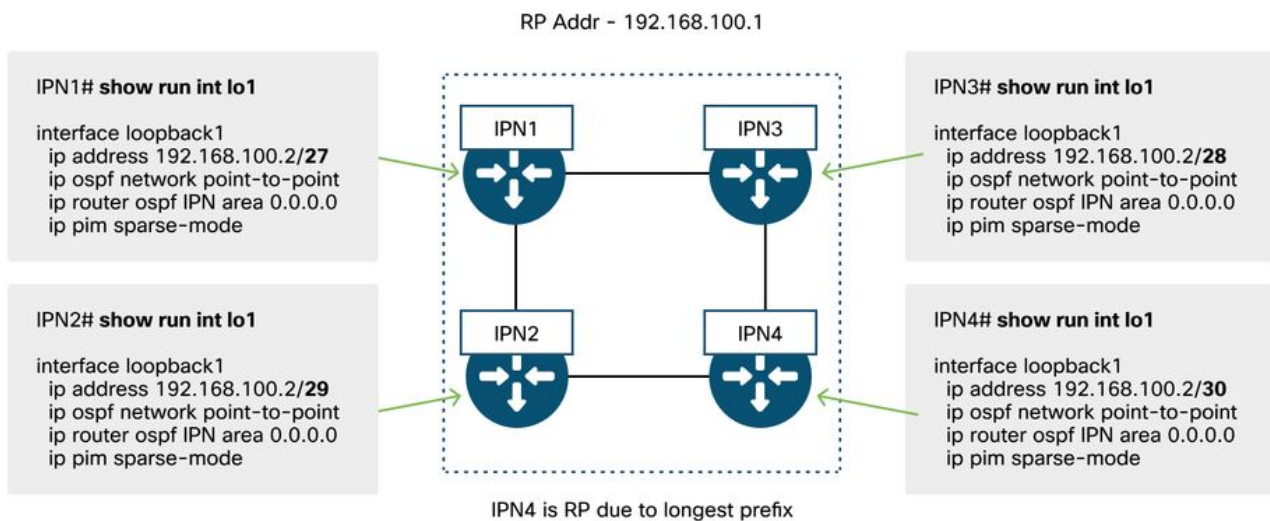 RP Addr - 192.168.100.1
IPN1# show run int lo1
interface loopback1
ip address 192.168.100.2/27
ip ospf network point-to-point
ip router ospf IPN area 0.0.0.0
ip pim sparse-mode
IPN2# show run int lo1
interface loopback1
ip address 192.168.100.2/29
ip ospf network point-to-point
ip router ospf IPN area 0.0.0.0
ip pim sparse-mode
IPN1
IPN3
IPN2
IPN4
IPN3# show run int lo1
interface loopback1
ip address 192.168.100.2/28
ip ospf network point-to-point
ip router ospf IPN area 0.0.0.0
ip pim sparse-mode
IPN4# show run int lo1
interface loopback1
ip address 192.168.100.2/30
ip ospf network point-to-point
ip router ospf IPN area 0.0.0.0
ip pim sparse-mode
IPN4 is RP due to longest prefix